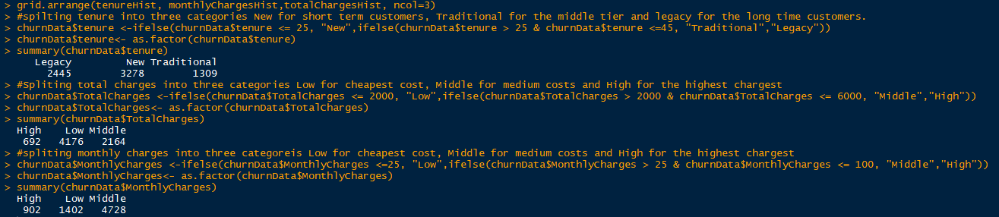 > grid.arrange(tenureHist, monthlyChargesHist,totalChargesHist, ncol=3)
> #spilting tenure into three categories New for short term customers, Traditional for the middle tier and legacy for the long time customers.
> churnData$tenure <-ifelse(churnData$tenure <= 25, "New",ifelse(churnData$tenure > 25 & churnData$tenure <=45, "Traditional","Legacy"))
> churnData$tenure<- as.factor(churnData$tenure)
> summary(churnData$tenure)
Legacy New Traditional
2445 3278 1309
> #Spliting total charges into three categories Low for cheapest cost, Middle for medium costs and High for the highest chargest
> churnData$TotalCharges <-ifelse(churnData$TotalCharges <= 2000, "Low",ifelse(churnData$TotalCharges > 2000 & churnData$TotalCharges <= 6000, "Middle","High"))
> churnData$TotalCharges<- as.factor(churnData$TotalCharges)
> summary(churnData$TotalCharges)
High Low Middle
692 4176 2164
> #spliting monthly charges into three categoreis Low for cheapest cost, Middle for medium costs and High for the highest chargest
> churnData$MonthlyCharges <-ifelse(churnData$MonthlyCharges <=25, "Low",ifelse(churnData$MonthlyCharges > 25 & churnData$MonthlyCharges <= 100, "Middle","High"))
> churnData$MonthlyCharges<- as.factor(churnData$MonthlyCharges)
> summary(churnData$MonthlyCharges)
High Low Middle
902 1402 4728